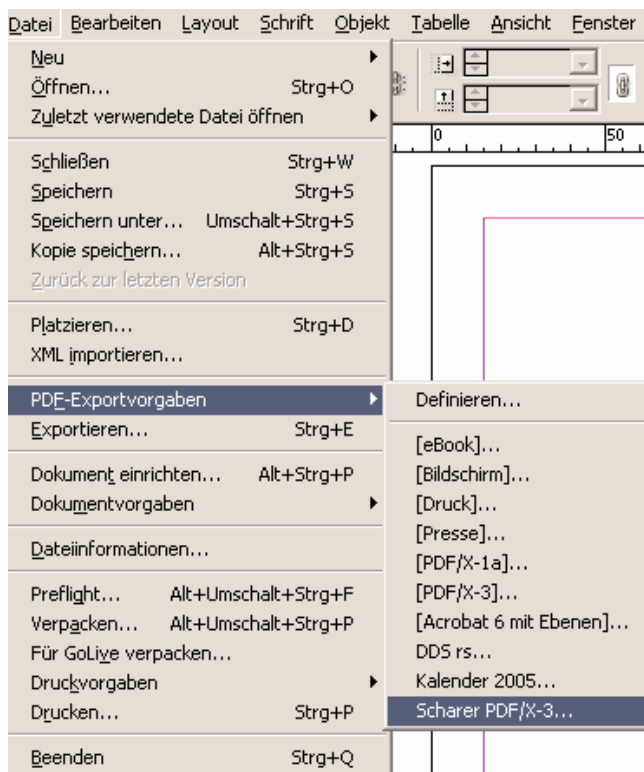 Datei Bearbeiten Layout Schrift Objekt Tabelle Ansicht Fenster
Neu
Öffnen... Strg+O
Zuletzt verwendete Datei öffnen
0 50
Schließen Strg+W
Speichern Strg+S
Speichern unter... Umschalt+Strg+S
Kopie speichern... Alt+Strg+S
Zurück zur letzten Version
Platzieren... Strg+D
XML importieren...
PDF-Exportvorgaben
Exportieren... Strg+E
Dokument einrichten... Alt+Strg+P
Dokumentvorgaben
Dateiinformationen...
Preflight... Alt+Umschalt+Strg+F
Verpacken... Alt+Umschalt+Strg+P
Für GoLive verpacken...
Druckvorgaben
Drucken... Strg+P
Beenden Strg+Q
Definieren...
[eBook]...
[Bildschirm]...
[Druck]...
[Presse]...
[PDF/X-1a]...
[PDF/X-3]...
[Acrobat 6 mit Ebenen]...
DDS rs...
Kalender 2005...
Scharer PDF/X-3...